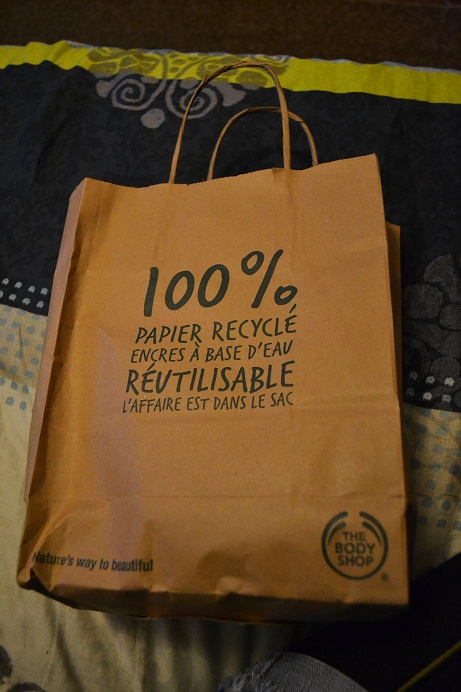 100%
PAPIER RECYCLÉ
ENCRES À BASE D'EAU
RÉUTILISABLE
L'AFFAIRE EST DANS LE SAC
Nature's way to beautiful
THE
BODY
SHOP
®